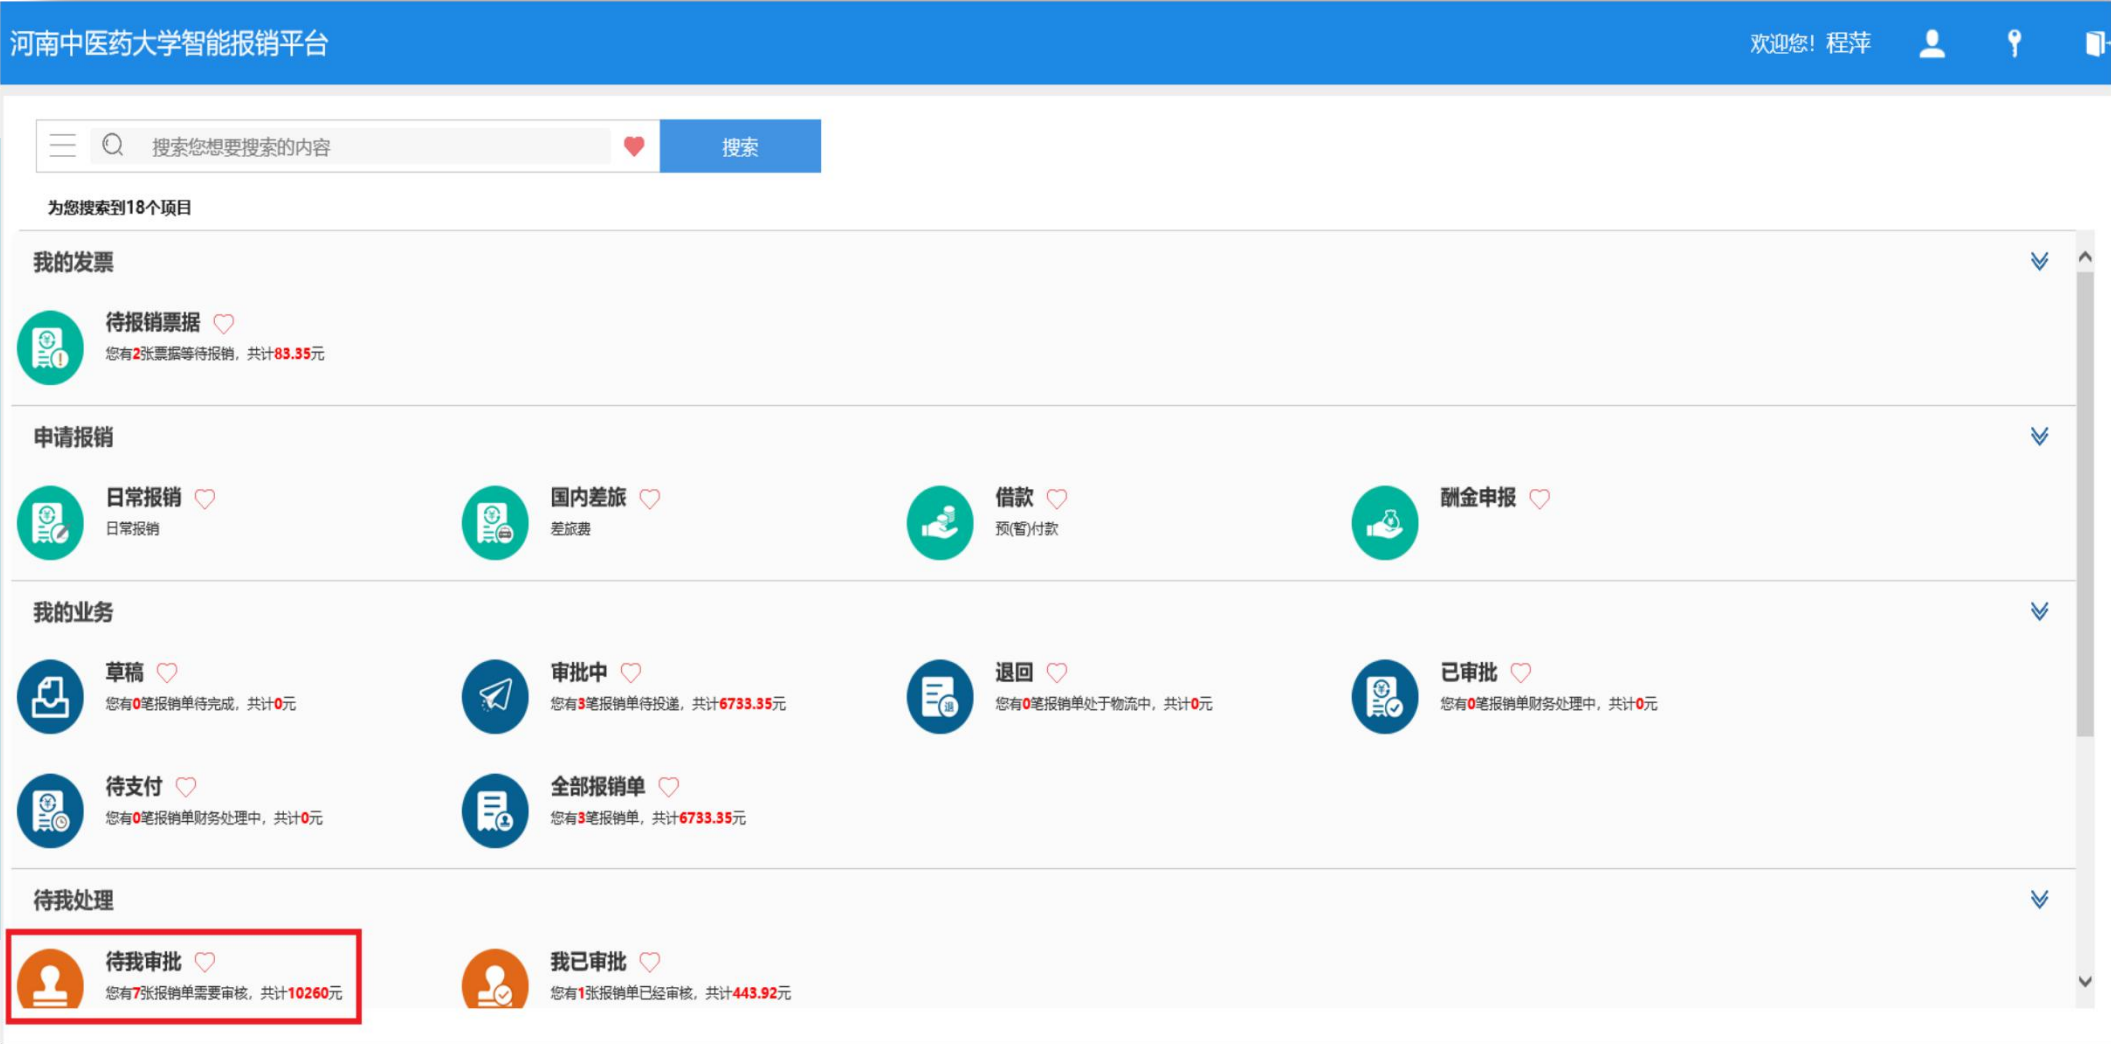 河南中医药大学智能报销平台
欢迎您! 程萍
搜索您想要搜索的内容
搜索
为您搜索到18个项目
我的发票
待报销票据
您有2张票据等待报销, 共计83.35元
申请报销
日常报销
日常报销
国内差旅
差旅费
借款
预(暂)付款
酬金申报
我的业务
草稿
您有0笔报销单待完成, 共计0元
审批中
您有3笔报销单待投递, 共计6733.35元
退回
您有0笔报销单处于物流中, 共计0元
已审批
您有0笔报销单财务处理中, 共计0元
待支付
您有0笔报销单财务处理中, 共计0元
全部报销单
您有3笔报销单, 共计6733.35元
待我处理
待我审批
您有7张报销单需要审核, 共计10260元
我已审批
您有1张报销单已经审核, 共计443.92元